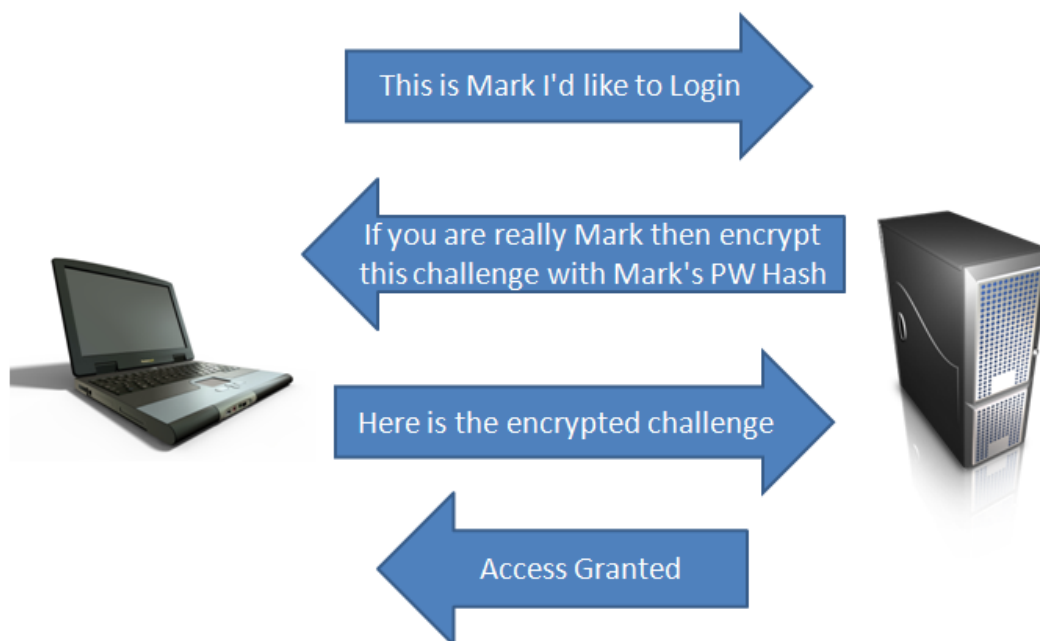 This is Mark I'd like to Login
If you are really Mark then encrypt
this challenge with Mark's PW Hash
Here is the encrypted challenge
Access Granted